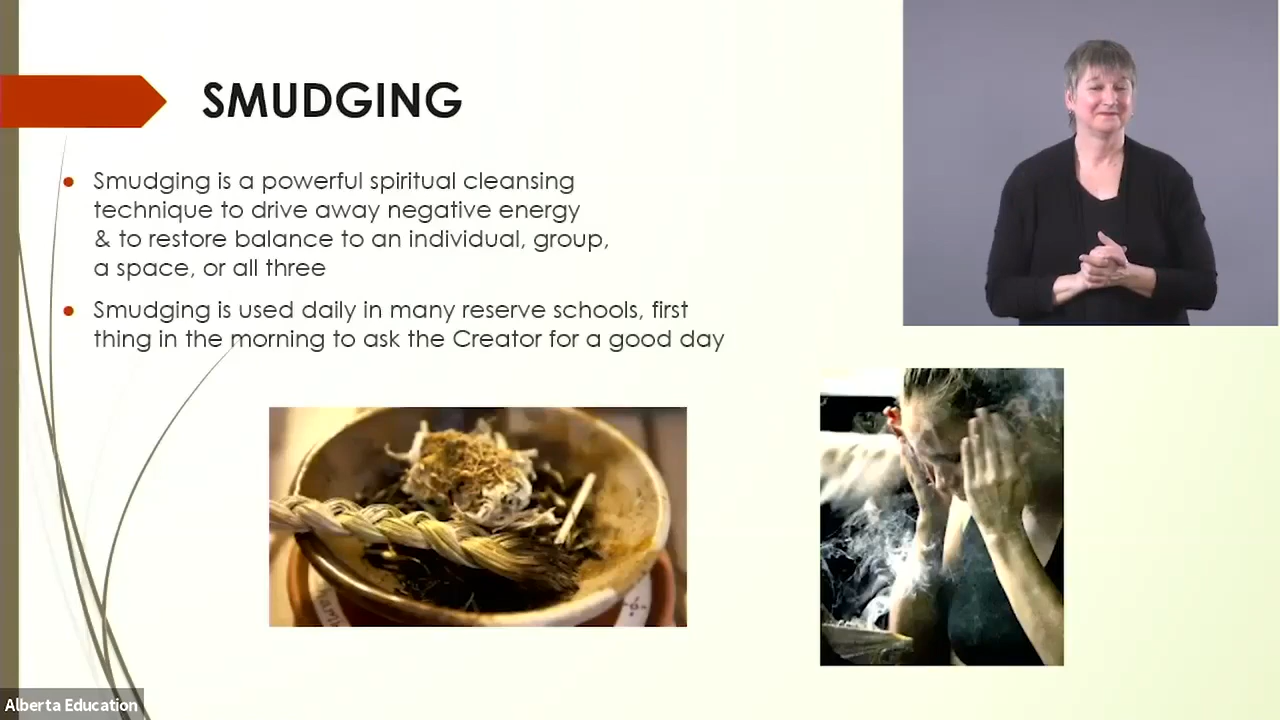 SMUDGING
Smudging is a powerful spiritual cleansing
technique to drive away negative energy
& to restore balance to an individual, group,
a space, or all three
Smudging is used daily in many reserve schools, first
thing in the morning to ask the Creator for a good day
Alberta Education